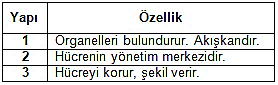 Yapı Özellik
1 Organelleri bulundurur. Akışkandır.
2 Hücrenin yönetim merkezidir.
3 Hücreyi korur, şekil verir.